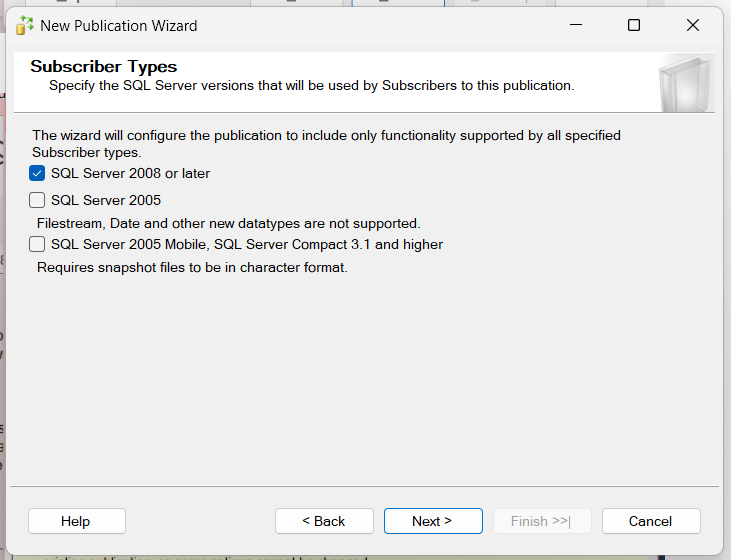 New Publication Wizard
Subscriber Types
Specify the SQL Server versions that will be used by Subscribers to this publication.
The wizard will configure the publication to include only functionality supported by all specified
Subscriber types.
SQL Server 2008 or later
SQL Server 2005
Filestream, Date and other new datatypes are not supported.
SQL Server 2005 Mobile, SQL Server Compact 3.1 and higher
Requires snapshot files to be in character format.
Help
< Back
Next >
Finish >>|
Cancel